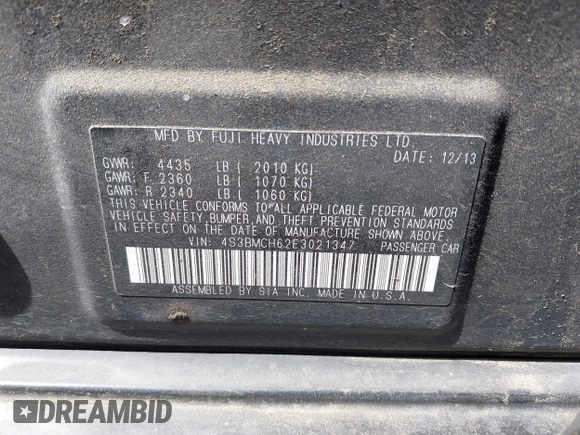 MFD BY FUJI HEAVY INDUSTRIES LTD.
DATE: 12/13
GVWR: 4435 LB( 2010 KG)
GAWR: F 2360 LB( 1070 KG)
GAWR: R 2340 LB( 1060 KG)
THIS VEHICLE CONFORMS TO ALL APPLICABLE FEDERAL MOTOR
VEHICLE SAFETY, BUMPER, AND THEFT PREVENTION STANDARDS
IN EFFECT ON THE DATE OF MANUFACTURE SHOWN ABOVE.
VIN: 4S3BMCH62E3021347 PASSENGER CAR
ASSEMBLED BY SIA INC. MADE IN U.S.A.
DREAMBID